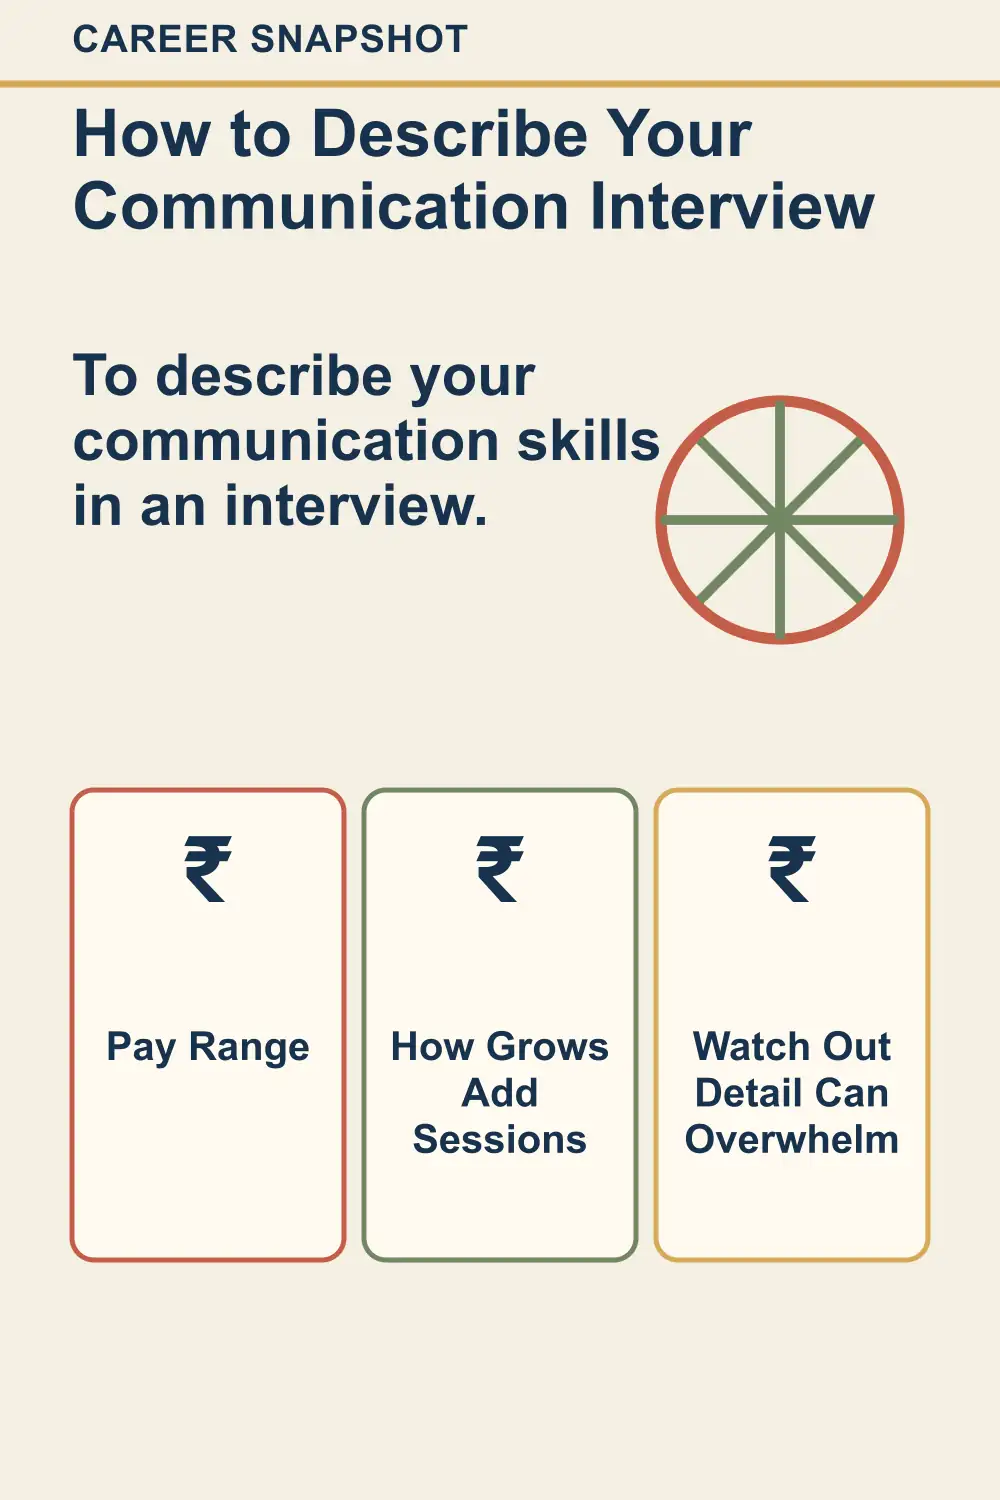 CAREER SNAPSHOT
How to Describe Your
Communication Interview
To describe your
communication skills
in an interview.
₹
Pay Range
₹
How Grows
Add
Sessions
₹
Watch Out
Detail Can
Overwhelm